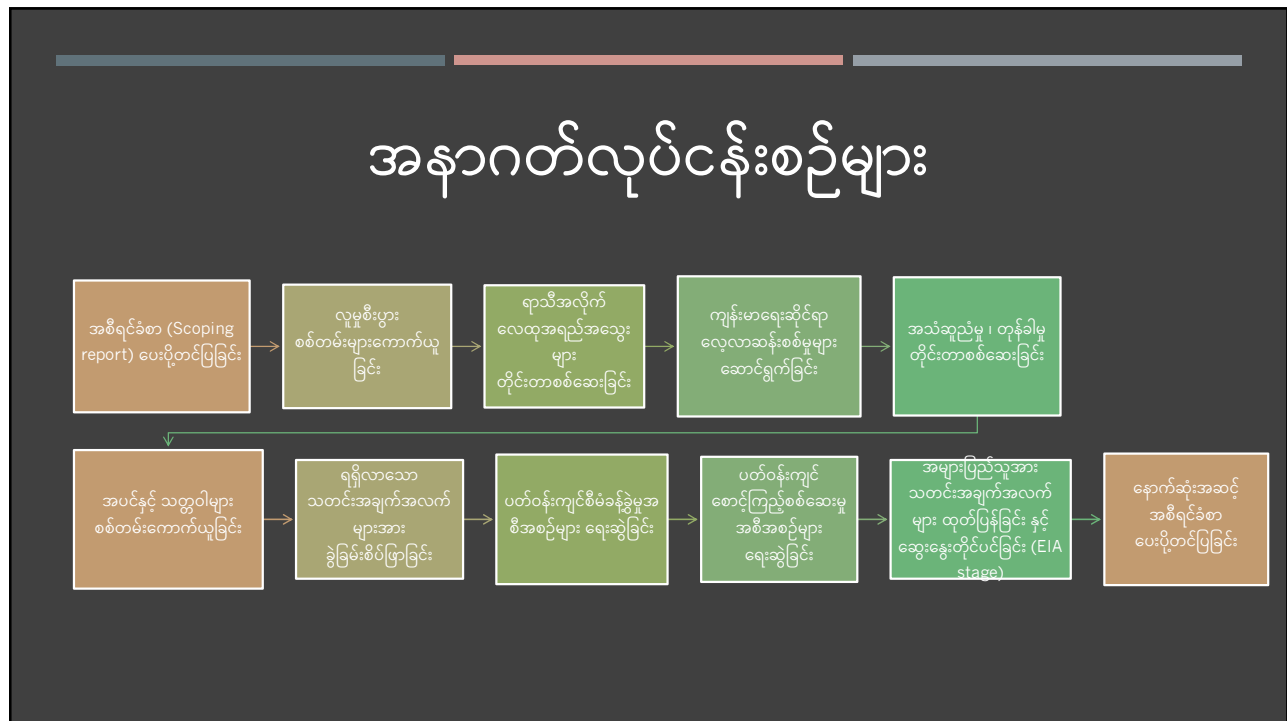 အနာဂတ်လုပ်ငန်းစဉ်များ
အစီရင်ခံစာ (Scoping
report) ပေးပို့တင်ပြခြင်း
လူမှုစီးပွား
စစ်တမ်းများကောက်ယူ
ခြင်း
ရာသီအလိုက်
လေထုအရည်အသွေး
များ
တိုင်းတာစစ်ဆေးခြင်း
ကျန်းမာရေးဆိုင်ရာ
လေ့လာဆန်းစစ်မှုများ
ဆောင်ရွက်ခြင်း
အသံဆူညံမှု ၊ တုန်ခါမှု
တိုင်းတာစစ်ဆေးခြင်း
အပင်နှင့် သတ္တဝါများ
စစ်တမ်းကောက်ယူခြင်း
ရရှိလာသော
သတင်းအချက်အလက်
များအား
ခွဲခြမ်းစိပ်ဖြာခြင်း
ပတ်ဝန်းကျင်စီမံခန့်ခွဲမှုအ
စီအစဉ်များ ရေးဆွဲခြင်း
ပတ်ဝန်းကျင်
စောင့်ကြည့်စစ်ဆေးမှု
အစီအစဉ်များ
ရေးဆွဲခြင်း
အများပြည်သူအား
သတင်းအချက်အလက်
များ ထုတ်ပြန်ခြင်း နှင့်
ဆွေးနွေးတိုင်ပင်ခြင်း (EIA
stage)
နောက်ဆုံးအဆင့်
အစီရင်ခံစာ
ပေးပို့တင်ပြခြင်း